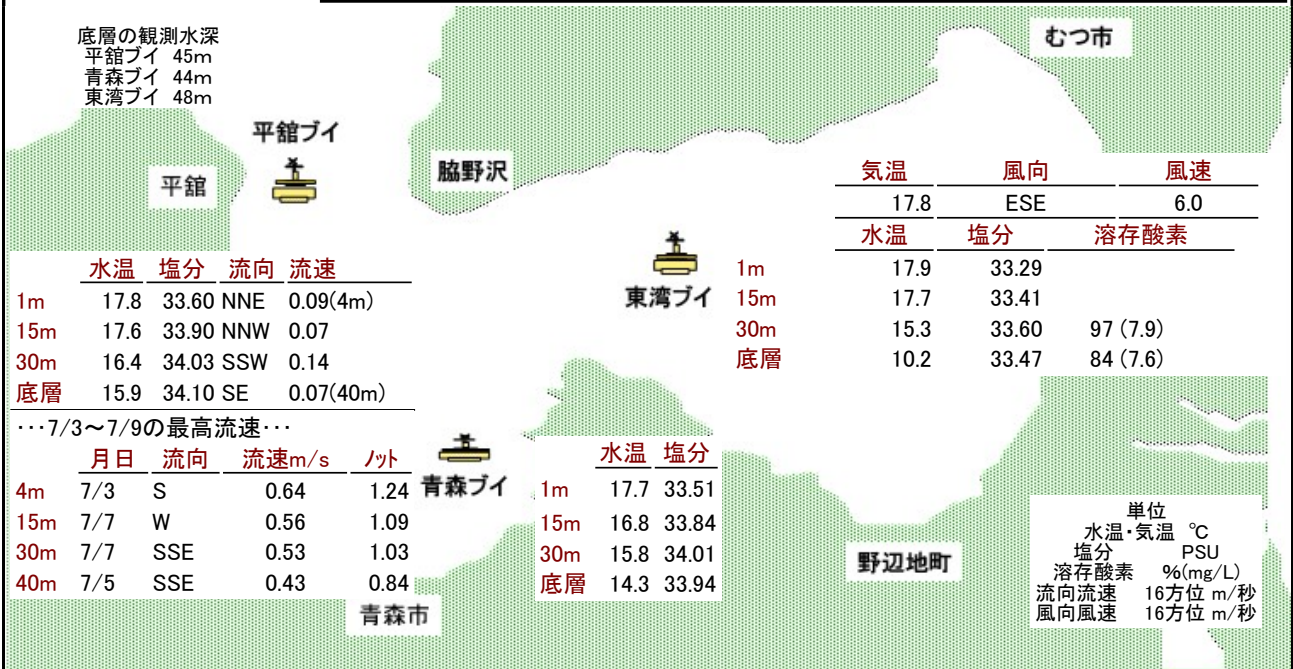 底層の観測水深
平舘ブイ 45m
青森ブイ 44m
東湾ブイ 48m
むつ市
平舘ブイ
平舘
脇野沢
気温 風向 風速
17.8 ESE 6.0
水温 塩分 溶存酸素
1m 17.9 33.29
15m 17.7 33.41
30m 15.3 33.60 97 (7.9)
底層 10.2 33.47 84 (7.6)
東湾ブイ
水温 塩分 流向 流速
1m 17.8 33.60 NNE 0.09(4m)
15m 17.6 33.90 NNW 0.07
30m 16.4 34.03 SSW 0.14
底層 15.9 34.10 SE 0.07(40m)
･･･7/3～7/9の最高流速･･･
月日 流向 流速m/s ノット
4m 7/3 S 0.64 1.24
15m 7/7 W 0.56 1.09
30m 7/7 SSE 0.53 1.03
40m 7/5 SSE 0.43 0.84
青森ブイ
水温 塩分
1m 17.7 33.51
15m 16.8 33.84
30m 15.8 34.01
底層 14.3 33.94
青森市
野辺地町
単位
水温・気温 ℃
塩分 PSU
溶存酸素 %(mg/L)
流向流速 16方位 m/秒
風向風速 16方位 m/秒